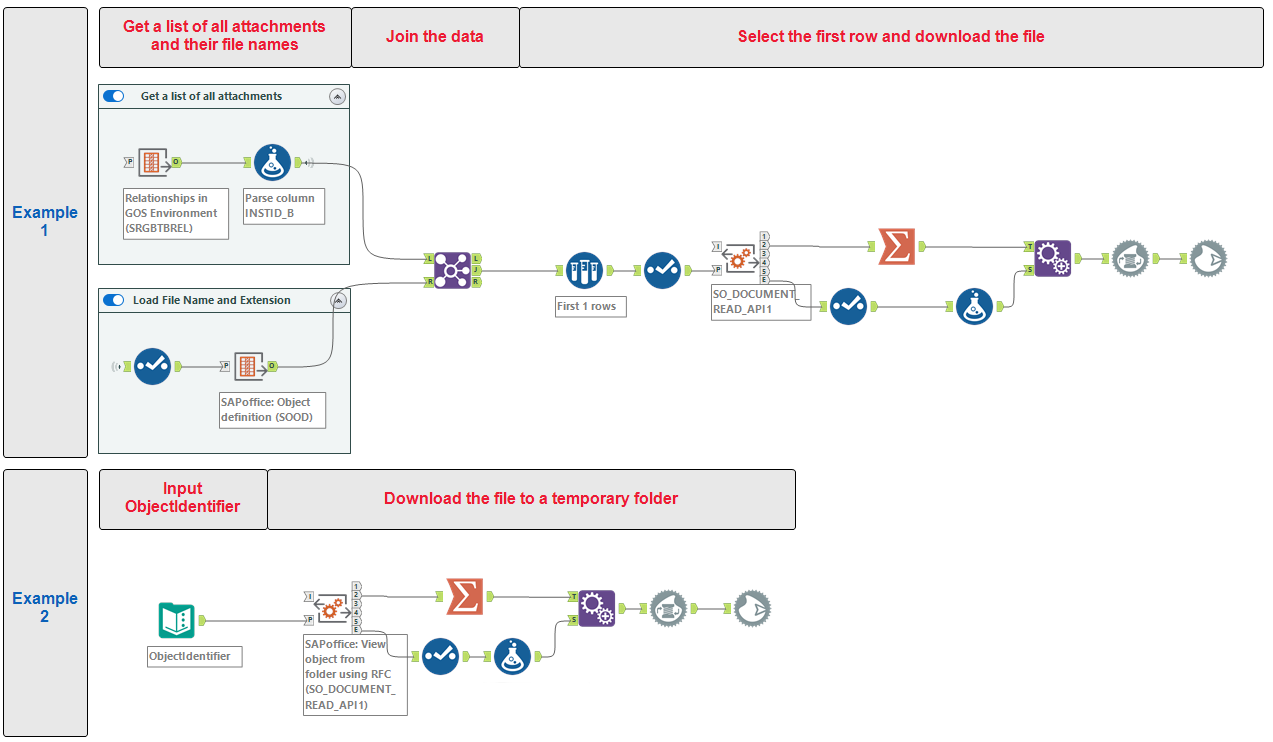 Get a list of all attachments
and their file names
Join the data
Select the first row and download the file
Example
1
Get a list of all attachments
P
O
Relationships in
GOS Environment
(SRGBTBREL)
Parse column
INSTID_B
Load File Name and Extension
P
O
SAPoffice: Object
definition (SOOD)
L
R
L
J
R
First 1 rows
I
P
1
2
3
4
5
E
SO_DOCUMENT_
READ_API1
T
S
Example
2
Input
ObjectIdentifier
Download the file to a temporary folder
ObjectIdentifier
I
P
1
2
3
4
5
E
SAPoffice: View
object from
folder using RFC
(SO_DOCUMENT_
READ_API1)
T
S